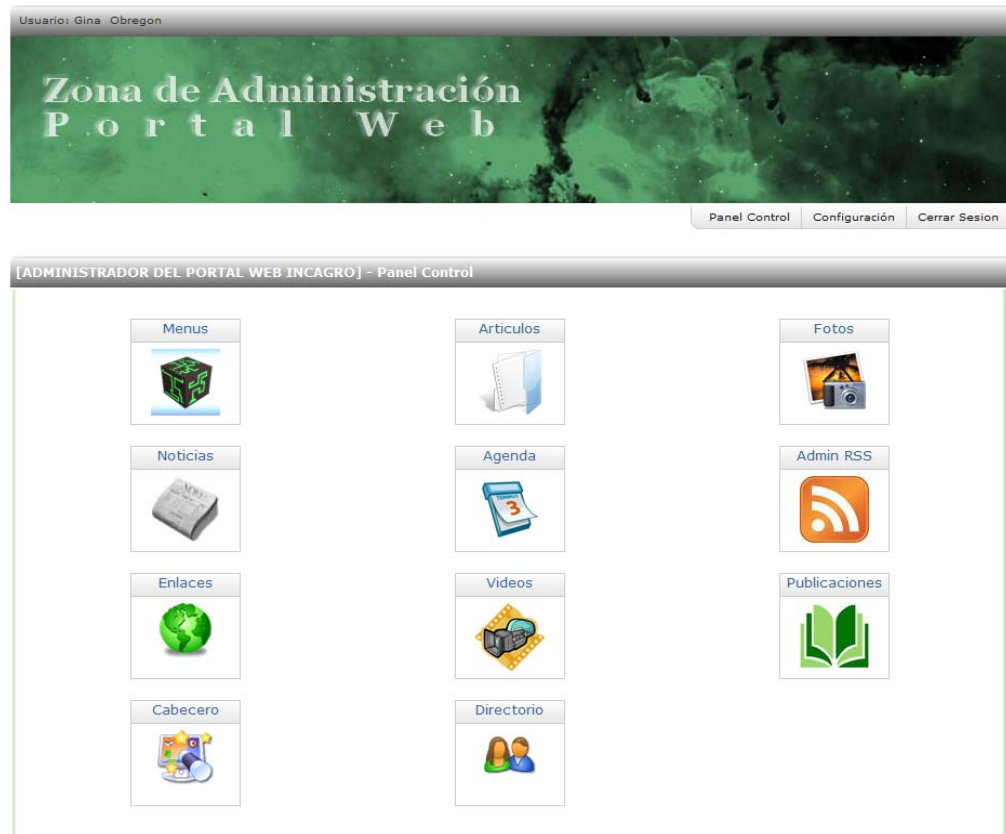 Usuario: Gina Obregon
Zona de Administración
Portal Web
Panel Control Configuración Cerrar Sesion
[ADMINISTRADOR DEL PORTAL WEB INCAGRO] - Panel Control
Menus Articulos Fotos
Noticias Agenda Admin RSS
3
Enlaces Videos Publicaciones
Cabecero Directorio